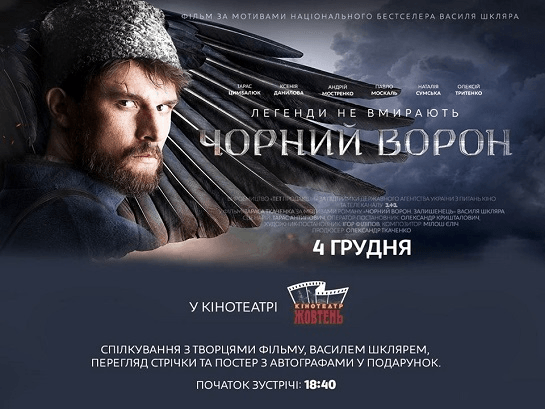 ФІЛЬМ ЗА МОТИВАМИ НАЦІОНАЛЬНОГО БЕСТСЕЛЕРА ВАСИЛЯ ШКЛЯРА
ТАРАС ЦИМБАЛЮК
КСЕНІЯ ДАНИЛОВА
АНДРІЙ МОСТРЕНКО
ПАВЛО МОСКАЛЬ
НАТАЛІЯ СУМСЬКА
ОЛЕКСІЙ ТРИТЕНКО
ЛЕГЕНДИ НЕ ВМИРАЮТЬ
ЧОРНИЙ ВОРОН
4 ГРУДНЯ
У КІНОТЕАТРІ
КІНОТЕАТР
ЖОВТЕНЬ
СПІЛКУВАННЯ З ТВОРЦЯМИ ФІЛЬМУ, ВАСИЛЕМ ШКЛЯРЕМ,
ПЕРЕГЛЯД СТРІЧКИ ТА ПОСТЕР З АВТОГРАФАМИ У ПОДАРУНОК.
ПОЧАТОК ЗУСТРІЧІ: 18:40